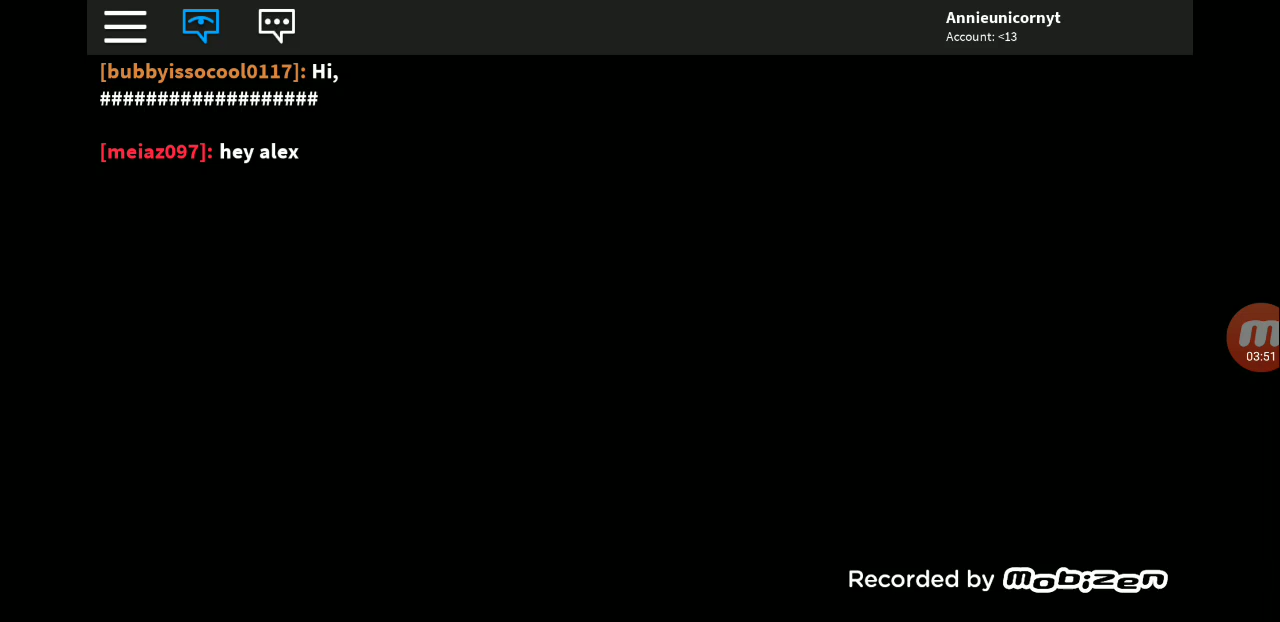 Annieunicornyt
Account: <13
[bubbyissocool0117]: Hi,
###################
[meiaz097]: hey alex
m
03:51
Recorded by mobizen